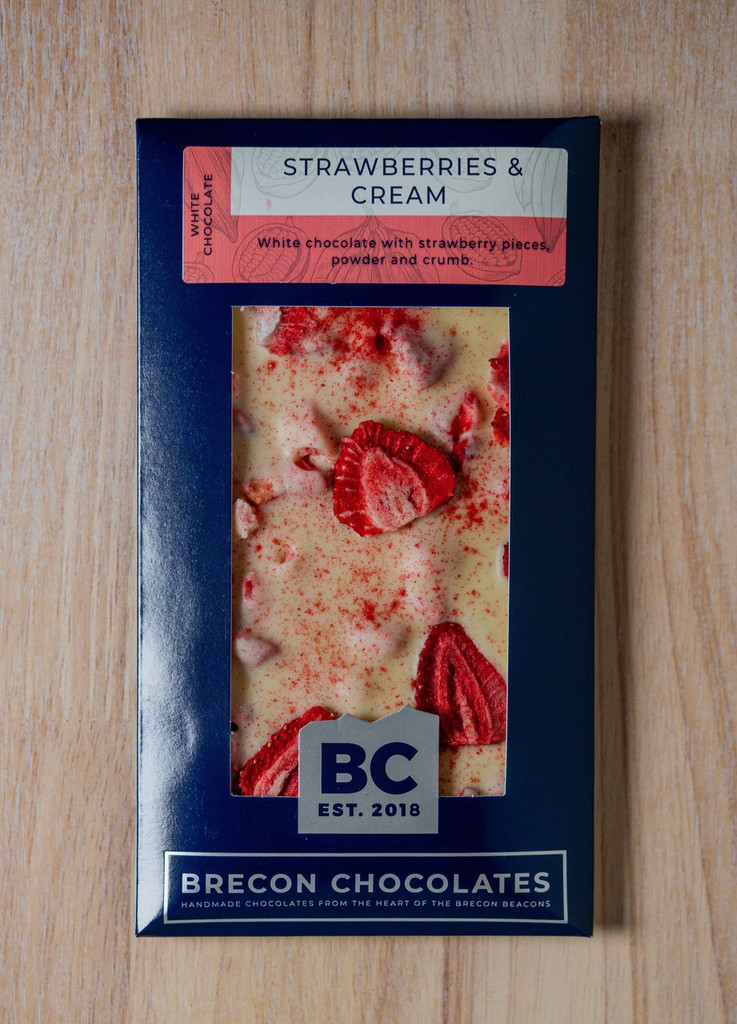 WHITE
CHOCOLATE
STRAWBERRIES &
CREAM
White chocolate with strawberry pieces,
powder and crumb.
BC
EST. 2018
BRECON CHOCOLATES
HANDMADE CHOCOLATES FROM THE HEART OF THE BRECON BEACONS